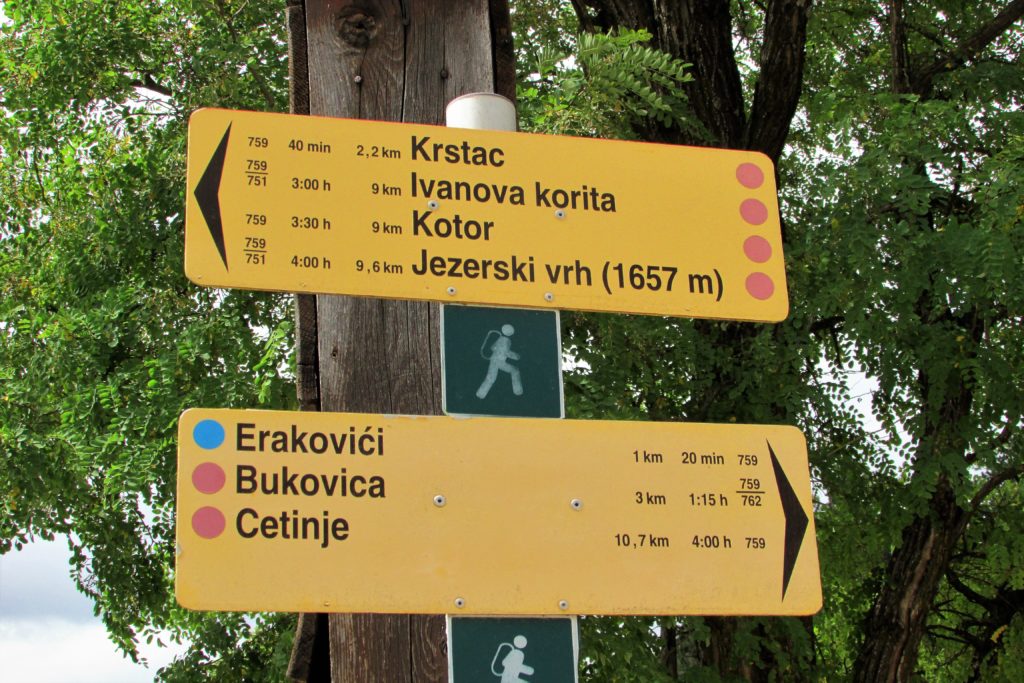 759 40 min 2,2 km Krstac
759/751 3:00 h 9 km Ivanova korita
759 3:30 h 9 km Kotor
759/751 4:00 h 9,6 km Jezerski vrh (1657 m)
Erakovići 1 km 20 min 759
Bukovica 3 km 1:15 h 759/762
Cetinje 10,7 km 4:00 h 759